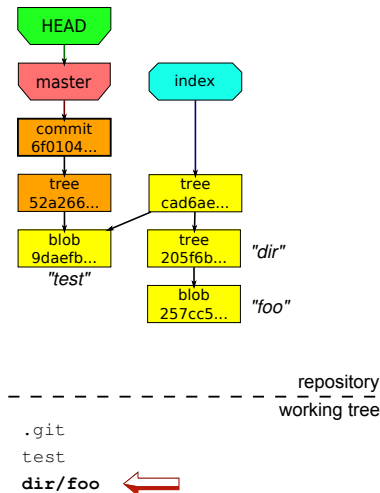 HEAD
master
index
commit
6f0104...
tree
52a266...
tree
cad6ae...
blob
9daefb...
tree
205f6b...
"dir"
"test"
blob
257cc5...
"foo"
repository
working tree
.git
test
dir/foo